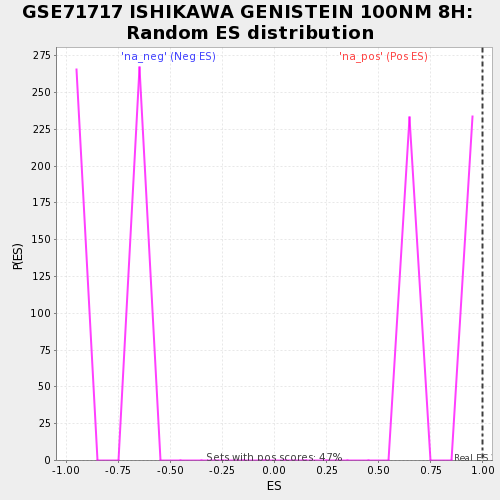 GSE71717 ISHIKAWA GENISTEIN 100NM 8H:
Random ES distribution
'na_neg' (Neg ES)
'na_pos' (Pos ES)
275
250
225
200
175
150
125
100
75
50
25
0
P(ES)
Sets with pos scores: 47%
Real ES
-1.00 -0.75 -0.50 -0.25 0.00 0.25 0.50 0.75 1.00
ES